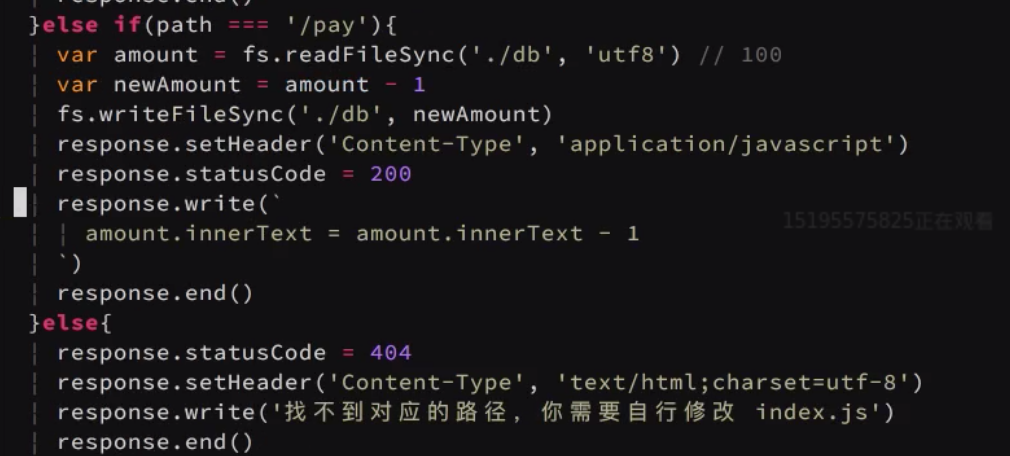 response.end()
}else if(path === '/pay'){
var amount = fs.readFileSync('./db', 'utf8') // 100
var newAmount = amount - 1
fs.writeFileSync('./db', newAmount)
response.setHeader('Content-Type', 'application/javascript')
response.statusCode = 200
response.write(`
15195575825正在观看
amount.innerText = amount.innerText - 1
`)
response.end()
}else{
response.statusCode = 404
response.setHeader('Content-Type', 'text/html;charset=utf-8')
response.write('找不到对应的路径，你需要自行修改 index.js')
response.end()